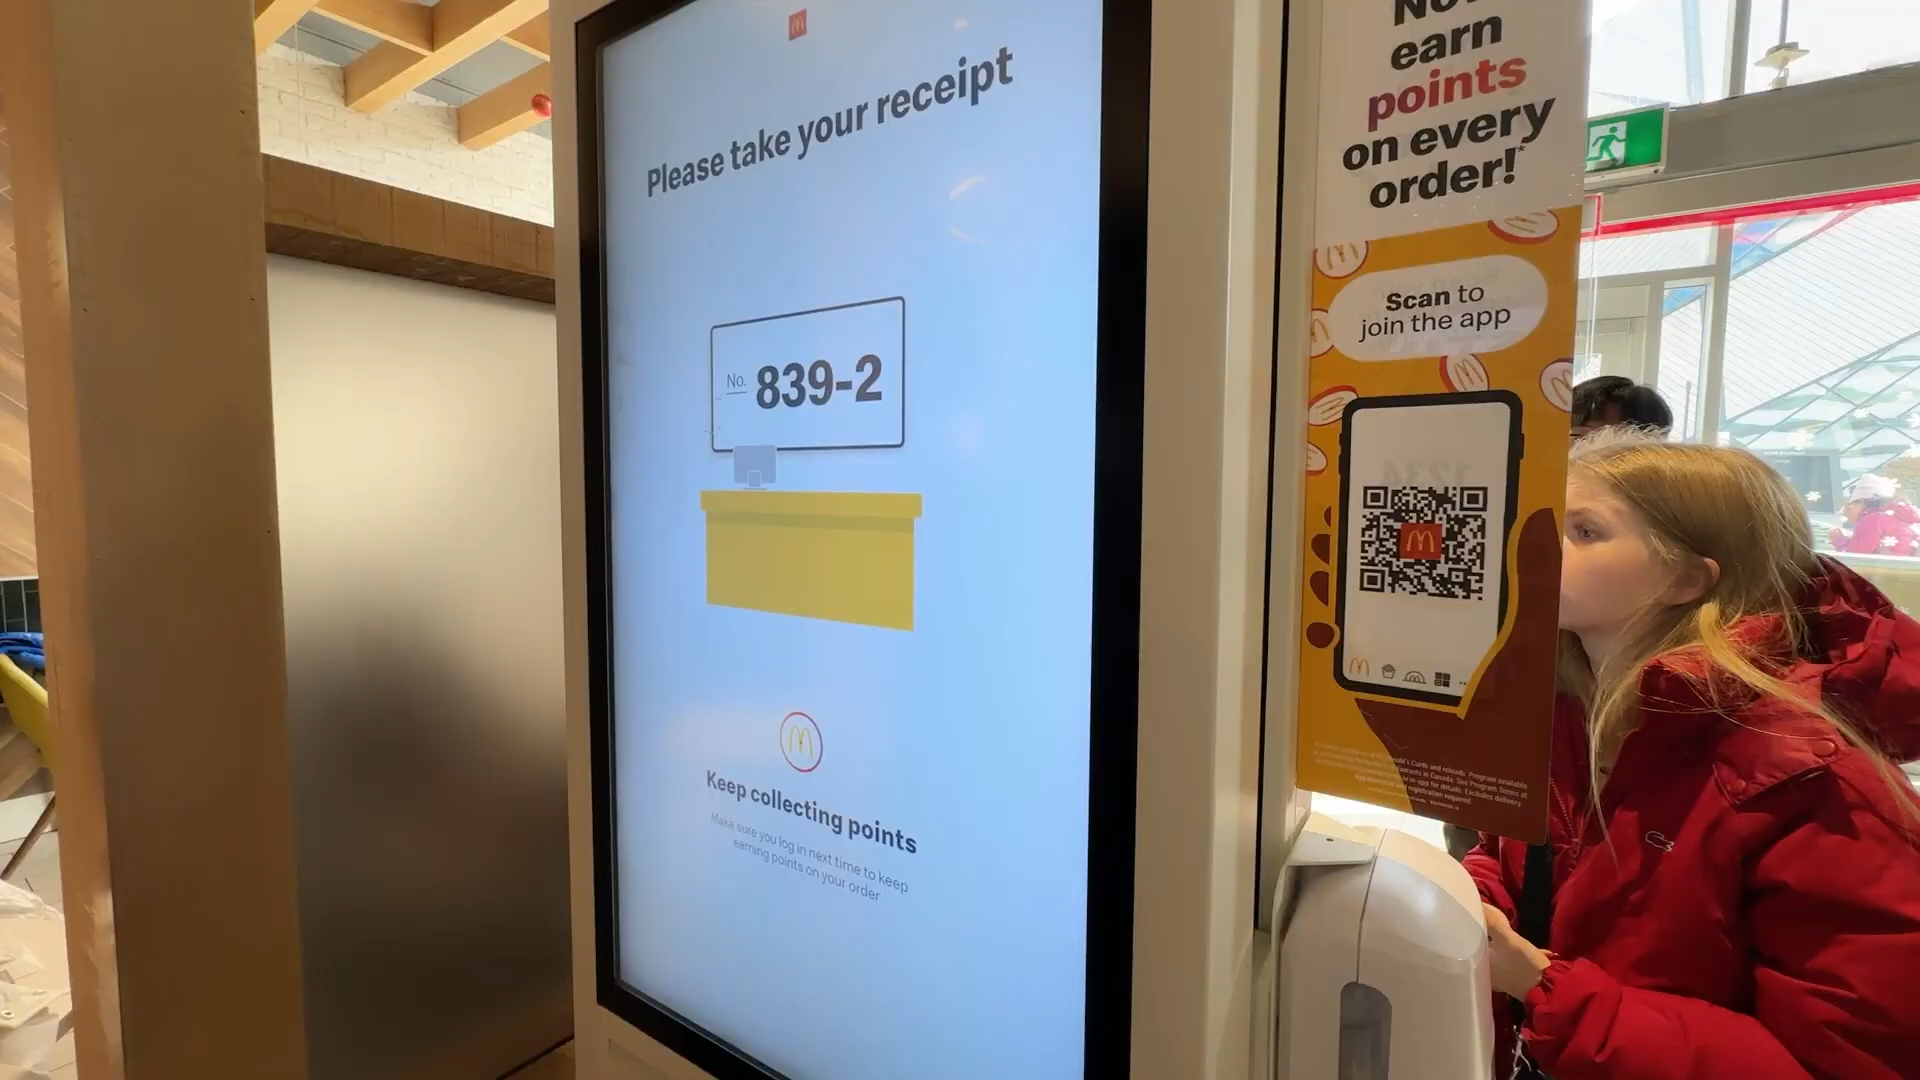 Please take your receipt
No. 839-2
Keep collecting points
Make sure you log in next time to keep
earning points on your order
earn
points
on every
order!*
Scan to
join the app